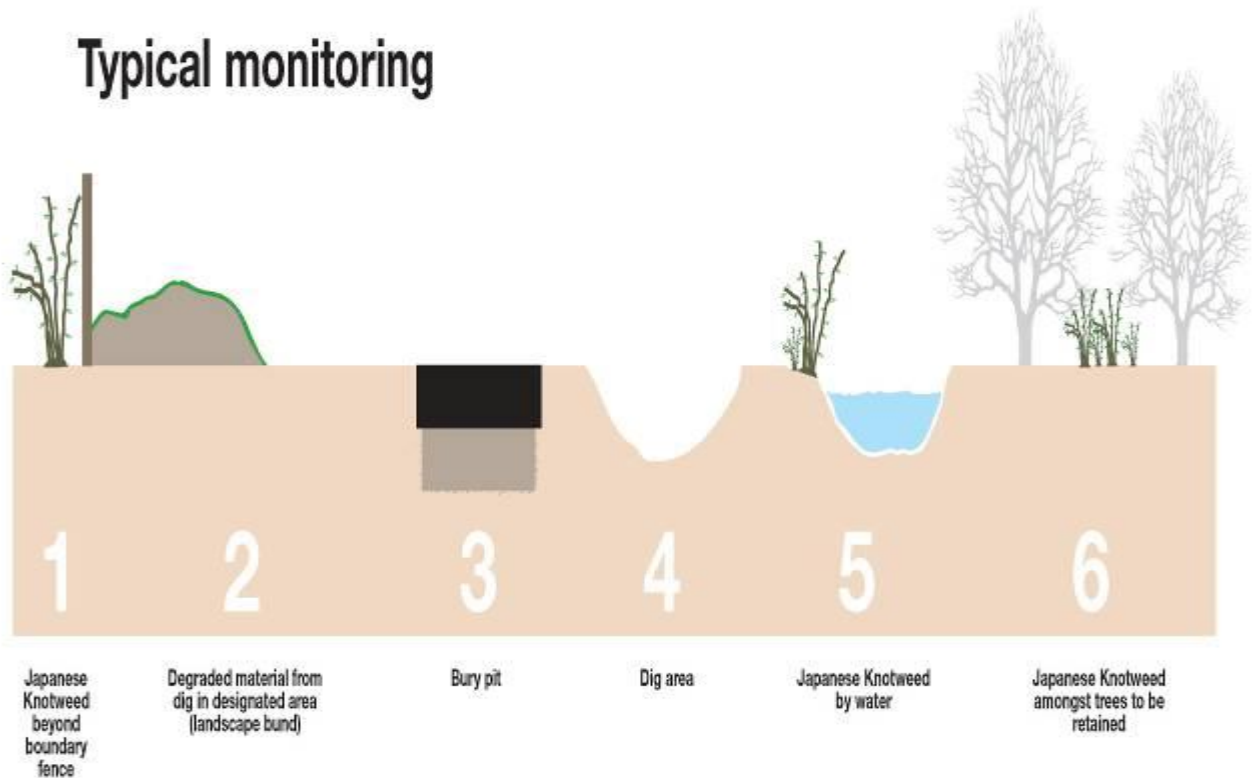 Typical monitoring
1 2 3 4 5 6
Japanese
Knotweed
beyond
boundary
fence
Degraded material from
dig in designated area
(landscape bund)
Bury pit
Dig area
Japanese Knotweed
by water
Japanese Knotweed
amongst trees to be
retained